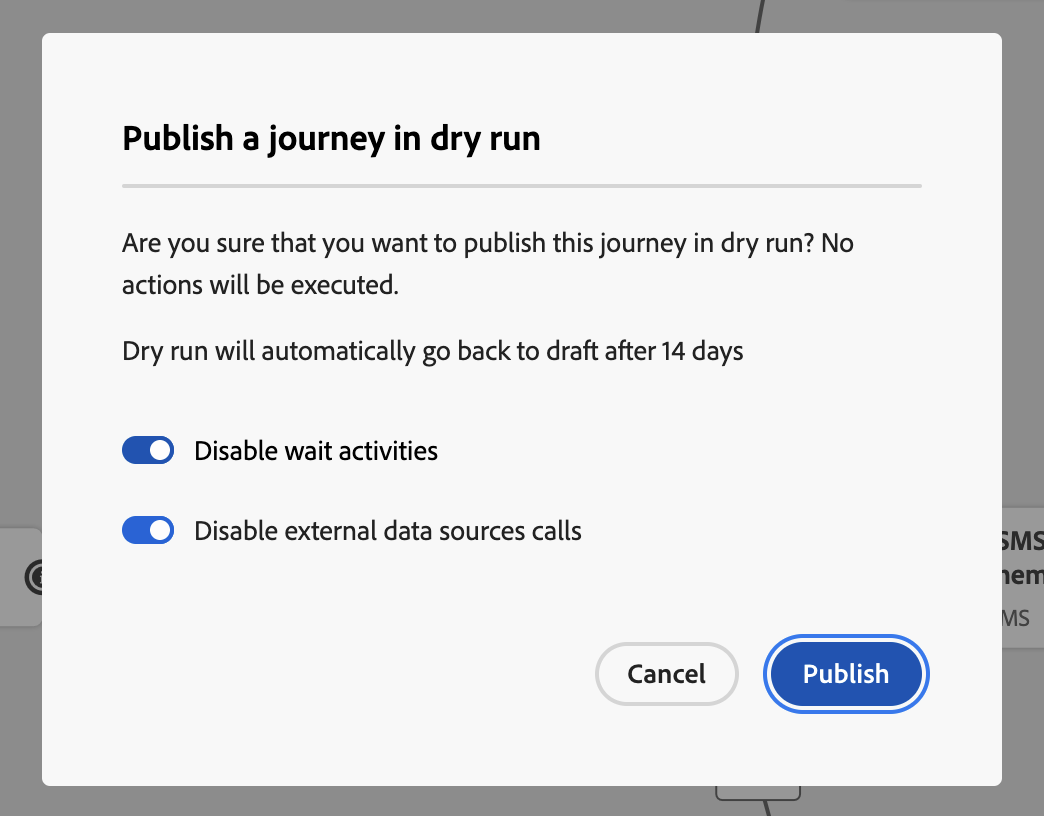 Publish a journey in dry run
Are you sure that you want to publish this journey in dry run? No
actions will be executed.
Dry run will automatically go back to draft after 14 days
Disable wait activities
Disable external data sources calls
SMS
MS
Cancel
Publish